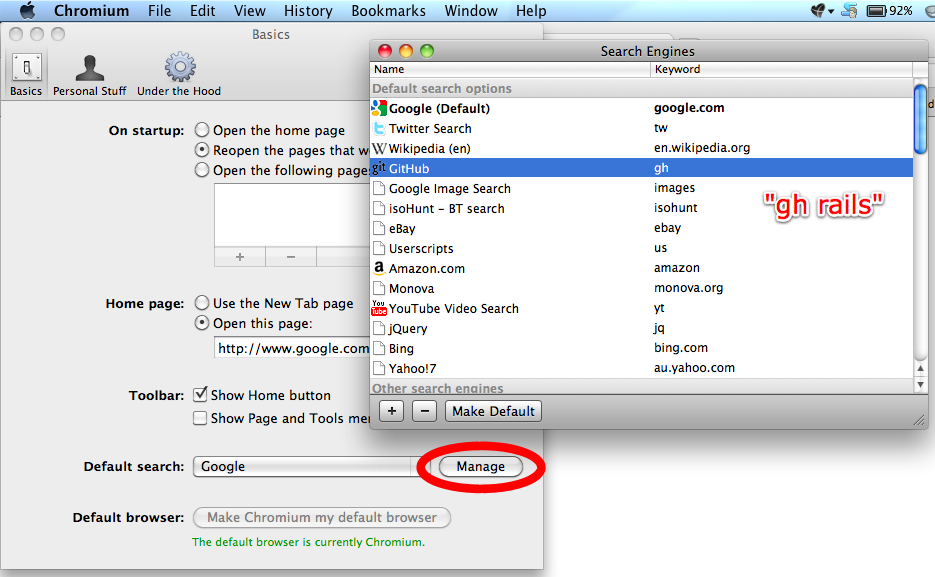 Chromium File Edit View History Bookmarks Window Help 92%
Basics
Basics Personal Stuff Under the Hood
On startup: Open the home page
Reopen the pages that w
Open the following pages
+ −
Home page: Use the New Tab page
Open this page:
http://www.google.com
Toolbar: Show Home button
Show Page and Tools me
Default search: Google Manage
Default browser: Make Chromium my default browser
The default browser is currently Chromium.
Search Engines
Name Keyword
Default search options
Google (Default) google.com
Twitter Search tw
W Wikipedia (en) en.wikipedia.org
git GitHub gh
Google Image Search images
isoHunt - BT search isohunt
eBay ebay
Userscripts us
a Amazon.com amazon
Monova monova.org
You Tube YouTube Video Search yt
jQuery jq
Bing bing.com
Yahoo!7 au.yahoo.com
Other search engines
+ − Make Default
"gh rails"